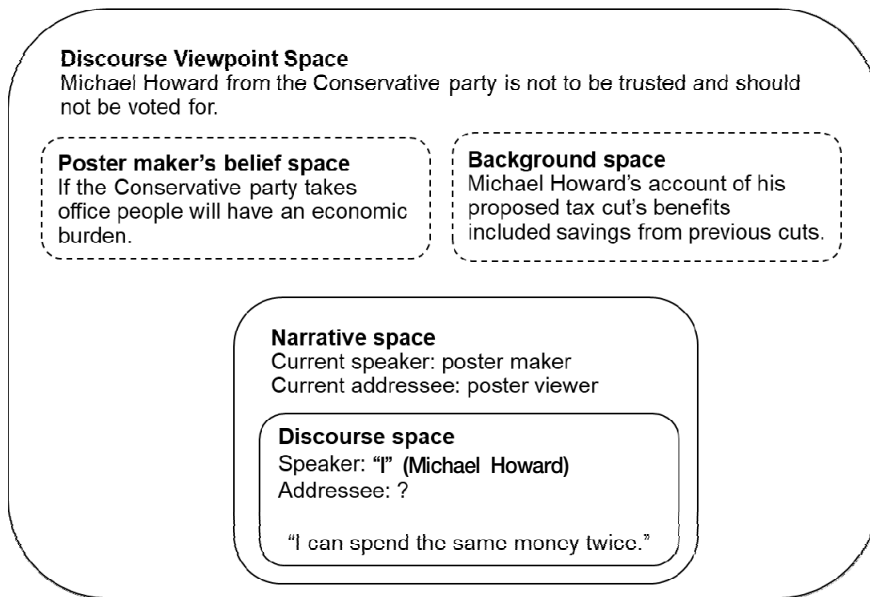 Discourse Viewpoint Space
Michael Howard from the Conservative party is not to be trusted and should
not be voted for.
Poster maker's belief space
If the Conservative party takes
office people will have an economic
burden.
Background space
Michael Howard's account of his
proposed tax cut's benefits
included savings from previous cuts.
Narrative space
Current speaker: poster maker
Current addressee: poster viewer
Discourse space
Speaker: "I" (Michael Howard)
Addressee: ?
"I can spend the same money twice."